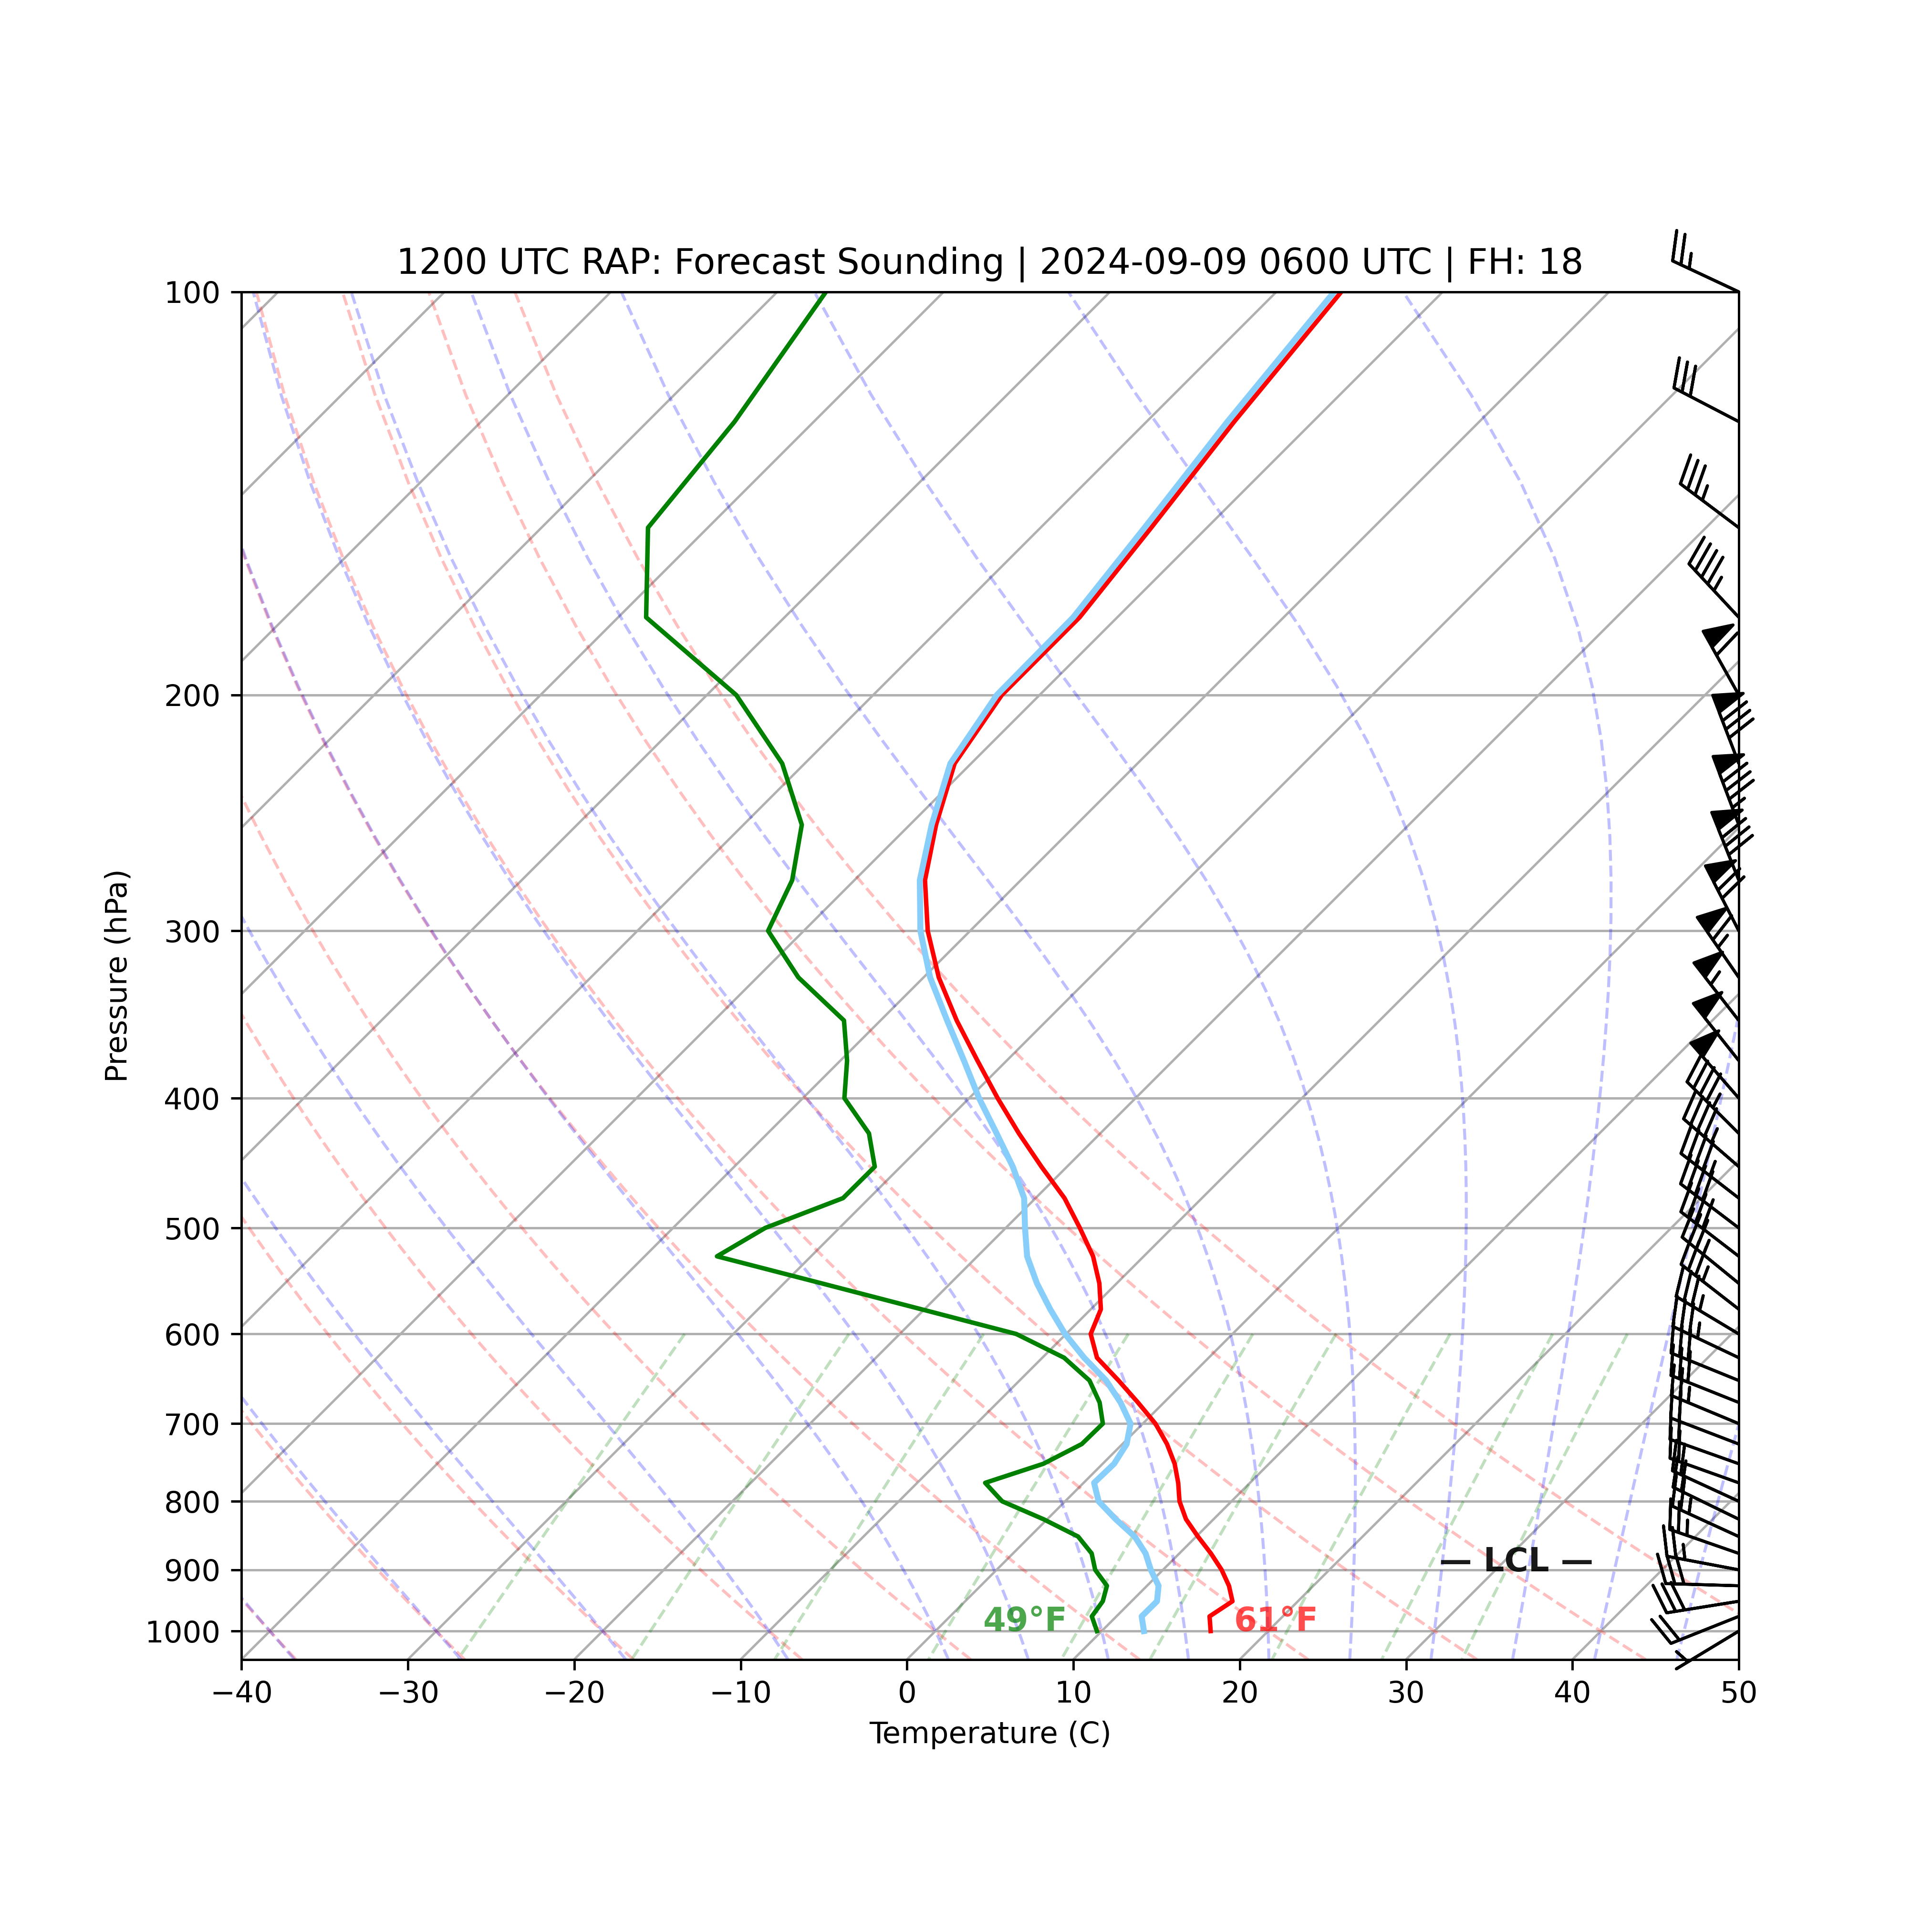 1200 UTC RAP: Forecast Sounding | 2024-09-09 0600 UTC | FH: 18
100
200
300
400
500
600
700
800
900
1000
Pressure (hPa)
— LCL —
49°F
61°F
−40 −30 −20 −10 0 10 20 30 40 50
Temperature (C)